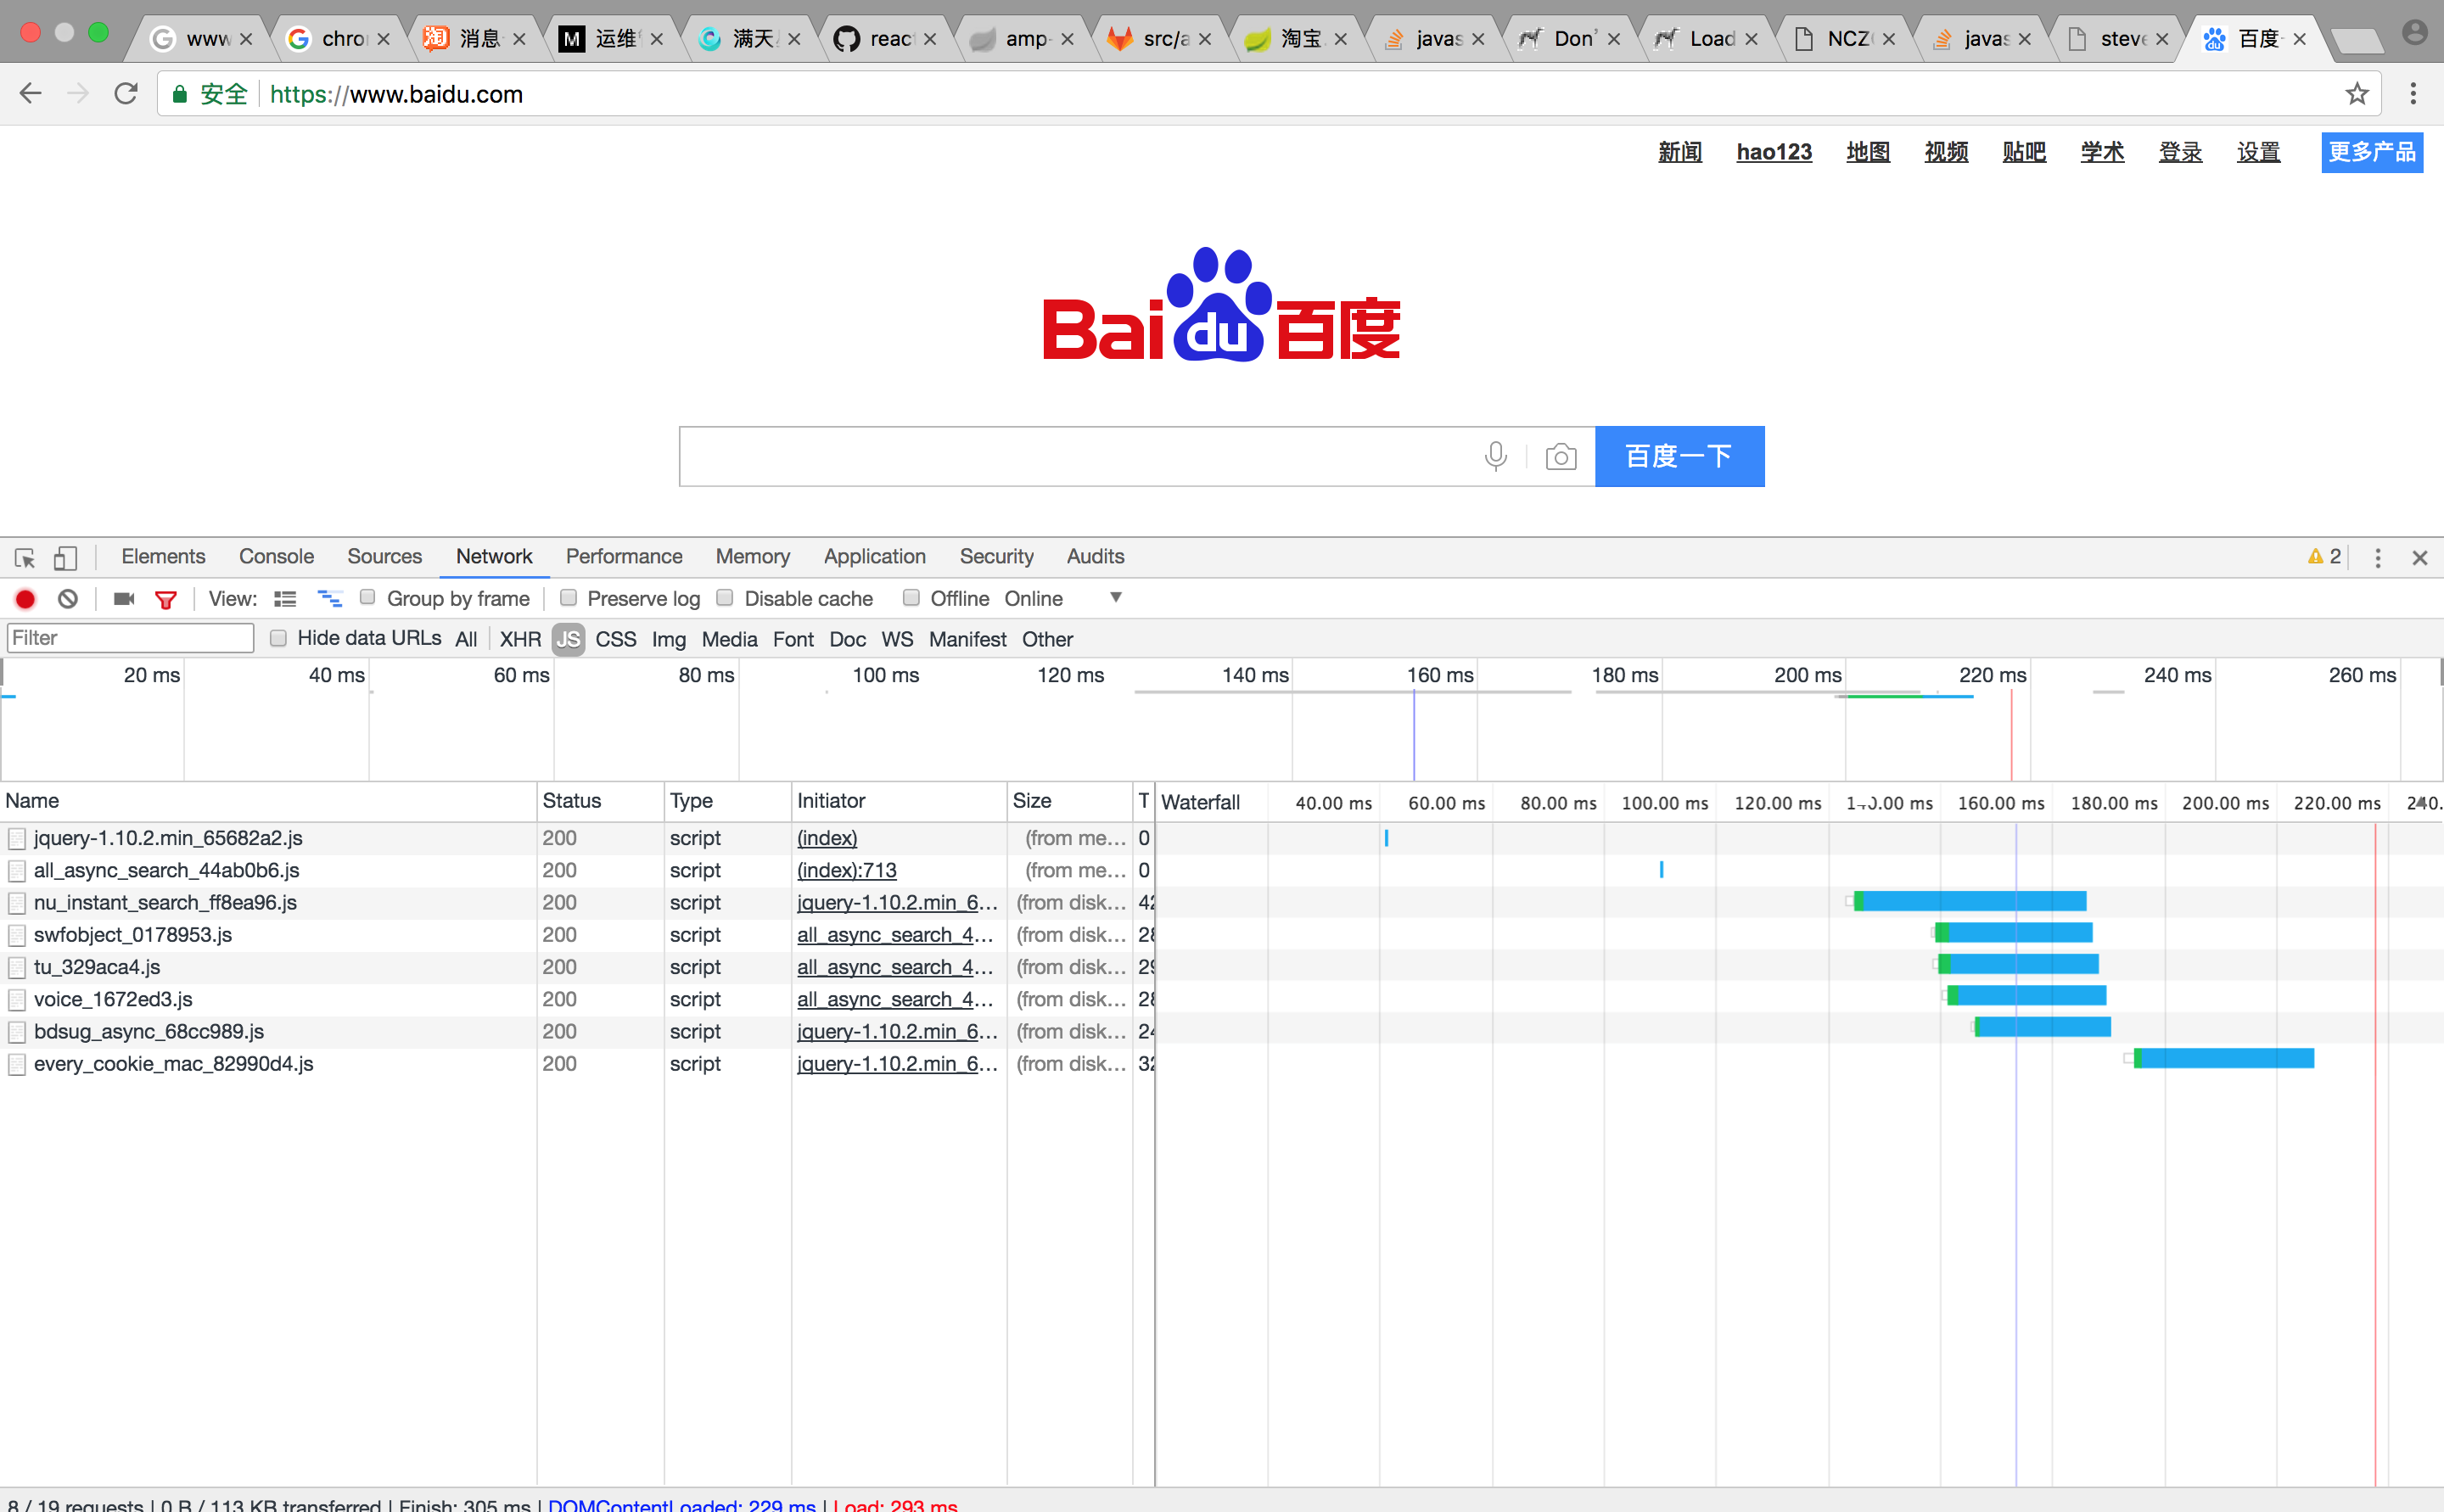 www chro 消息 运维 满天 reac amp- src/a 淘宝 javas Don' Load NCZ javas steve 百度-
安全 https://www.baidu.com
新闻 hao123 地图 视频 贴吧 学术 登录 设置 更多产品
Bai du 百度
百度一下
Elements Console Sources Network Performance Memory Application Security Audits 2
View: Group by frame Preserve log Disable cache Offline Online
Filter Hide data URLs All XHR JS CSS Img Media Font Doc WS Manifest Other
20 ms 40 ms 60 ms 80 ms 100 ms 120 ms 140 ms 160 ms 180 ms 200 ms 220 ms 240 ms 260 ms
Name Status Type Initiator Size T Waterfall 40.00 ms 60.00 ms 80.00 ms 100.00 ms 120.00 ms 140.00 ms 160.00 ms 180.00 ms 200.00 ms 220.00 ms 240.
jquery-1.10.2.min_65682a2.js 200 script (index) (from me... 0
all_async_search_44ab0b6.js 200 script (index):713 (from me... 0
nu_instant_search_ff8ea96.js 200 script jquery-1.10.2.min_6... (from disk... 42
swfobject_0178953.js 200 script all_async_search_4... (from disk... 28
tu_329aca4.js 200 script all_async_search_4... (from disk... 29
voice_1672ed3.js 200 script all_async_search_4... (from disk... 28
bdsug_async_68cc989.js 200 script jquery-1.10.2.min_6... (from disk... 24
every_cookie_mac_82990d4.js 200 script jquery-1.10.2.min_6... (from disk... 32
8 / 19 requests | 0 B / 113 KB transferred | Finish: 305 ms | DOMContentLoaded: 229 ms | Load: 293 ms